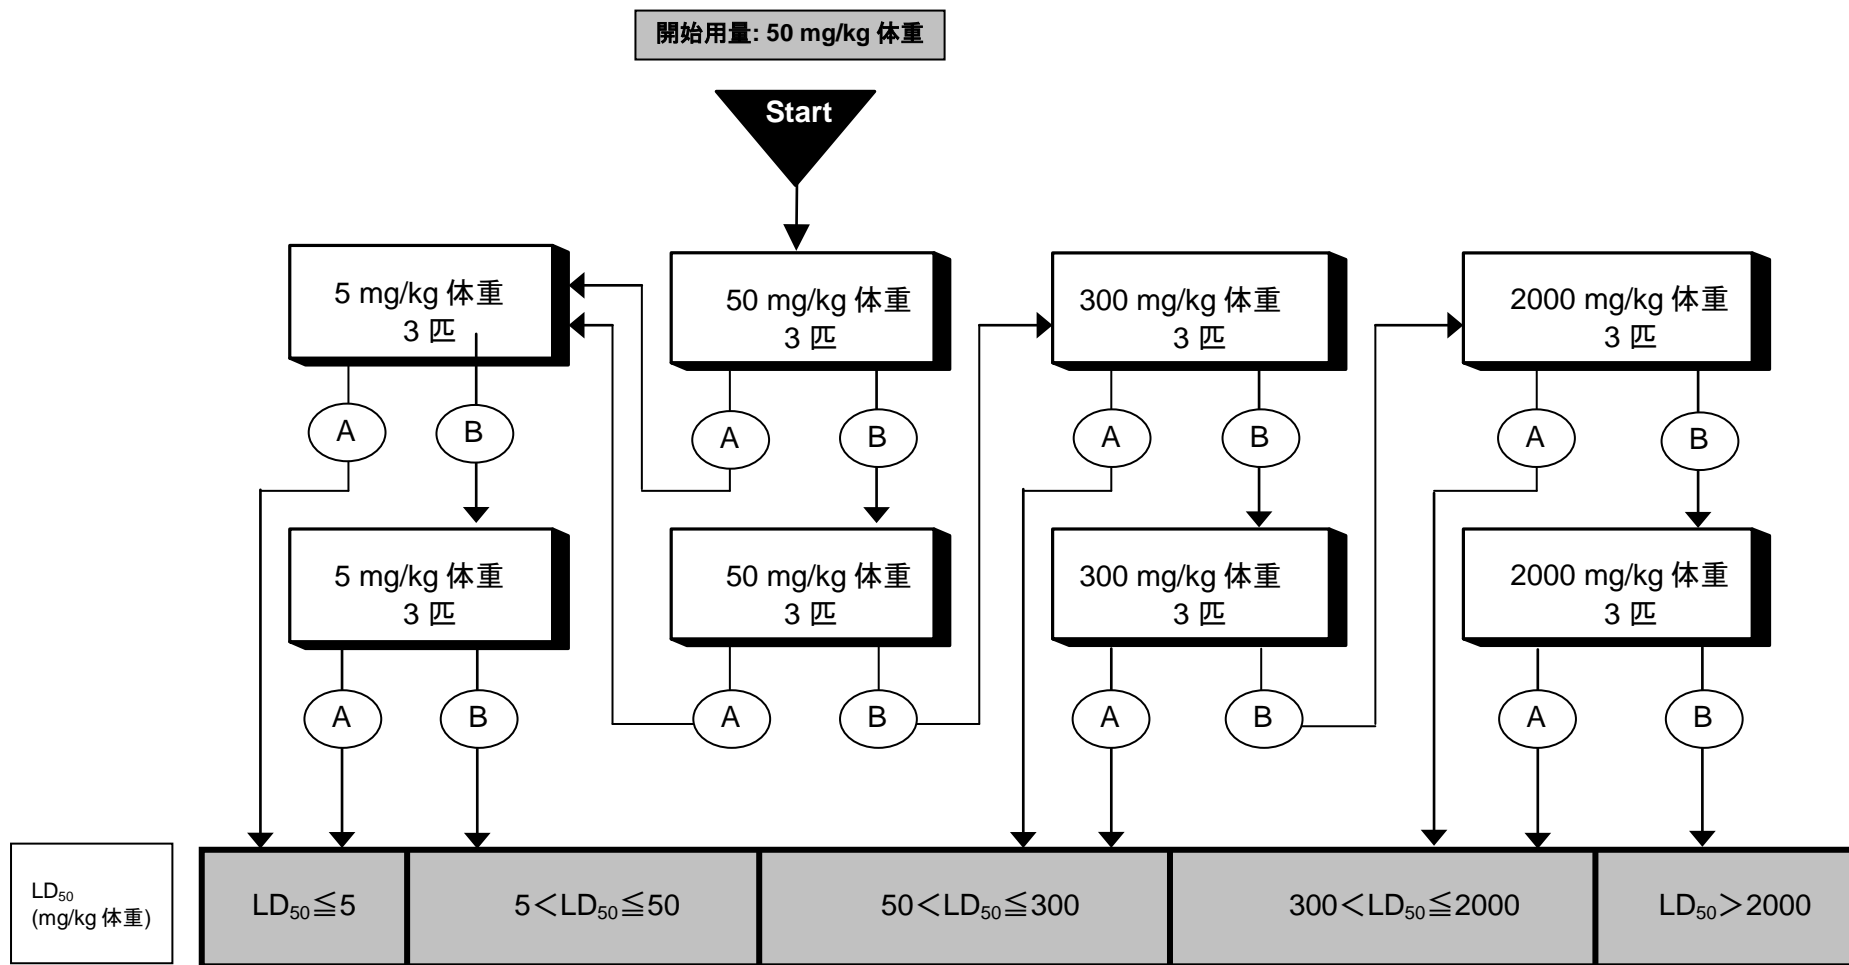 開始用量: 50 mg/kg 体重
Start
5 mg/kg 体重
3 匹
50 mg/kg 体重
3 匹
300 mg/kg 体重
3 匹
2000 mg/kg 体重
3 匹
A
B
A
B
A
B
A
B
5 mg/kg 体重
3 匹
50 mg/kg 体重
3 匹
300 mg/kg 体重
3 匹
2000 mg/kg 体重
3 匹
A
B
A
B
A
B
A
B
LD50
(mg/kg 体重)
LD50≦5
5＜LD50≦50
50＜LD50≦300
300＜LD50≦2000
LD50＞2000